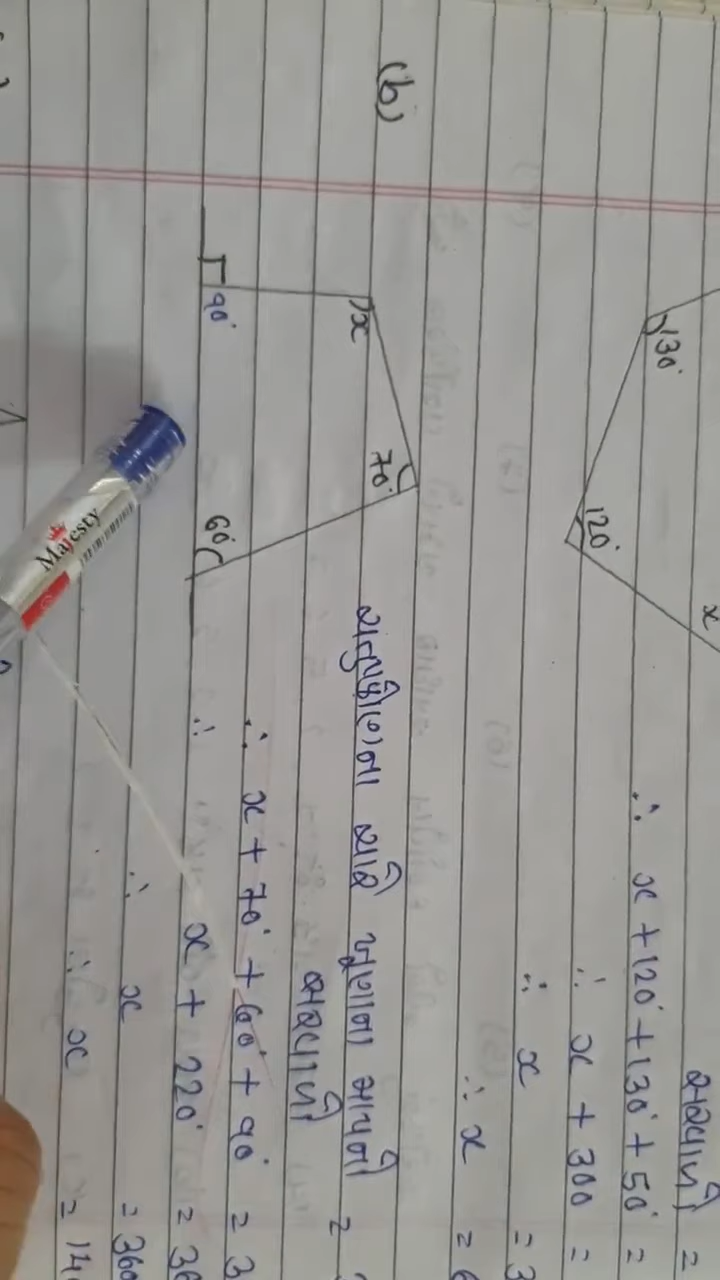 130°
120°
x
સરવાળો =
∴ x + 120° + 130° + 50° =
∴ x + 300 =
∴ x = 3
∴ x = 6
(b)
x
70°
90°
60°
ચતુષ્કોણના ચારે ખૂણાના માપનો
સરવાળો =
∴ x + 70° + 60° + 90° = 3
∴ x + 220° = 36
∴ x = 360
∴ x = 14
Majesty